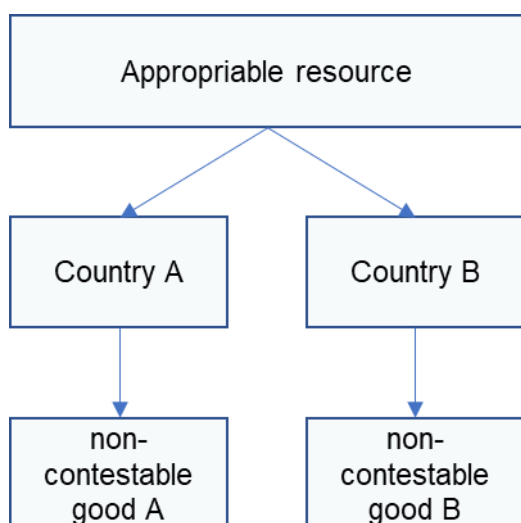 Appropriable resource
Country A
Country B
non-
contestable
good A
non-
contestable
good B